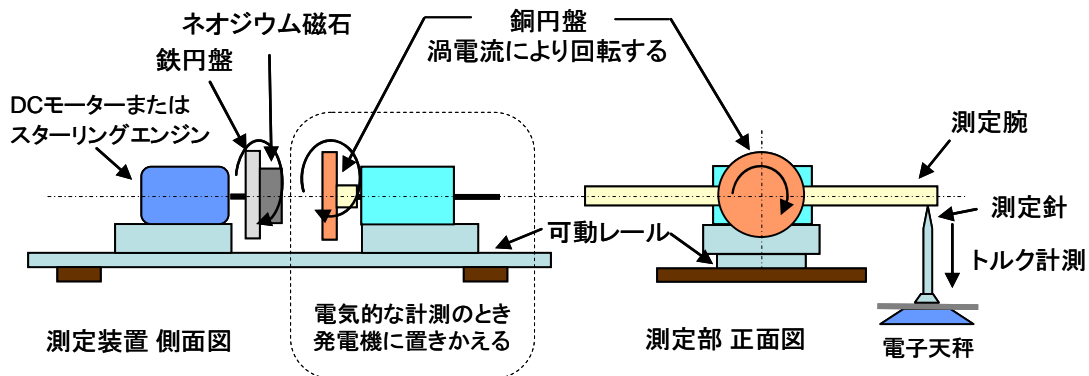 ネオジウム磁石
鉄円盤
DCモーターまたは
スターリングエンジン
銅円盤
渦電流により回転する
測定腕
測定針
トルク計測
可動レール
電子天秤
測定装置 側面図
電気的な計測のとき
発電機に置きかえる
測定部 正面図